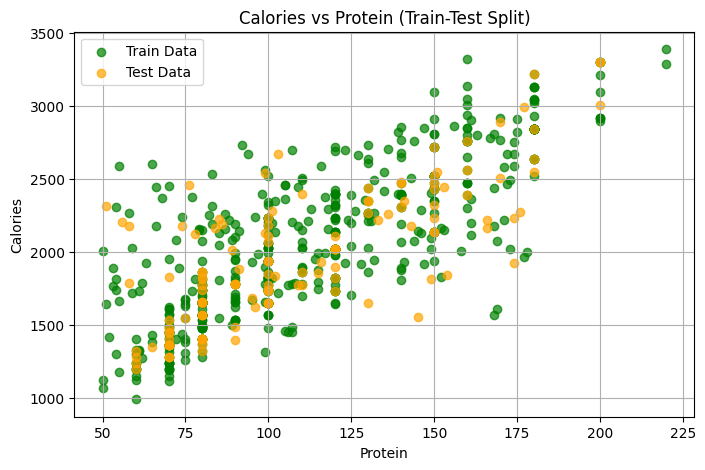 Calories vs Protein (Train-Test Split)
Train Data
Test Data
3500
3000
2500
2000
1500
1000
Calories
50
75
100
125
150
175
200
225
Protein